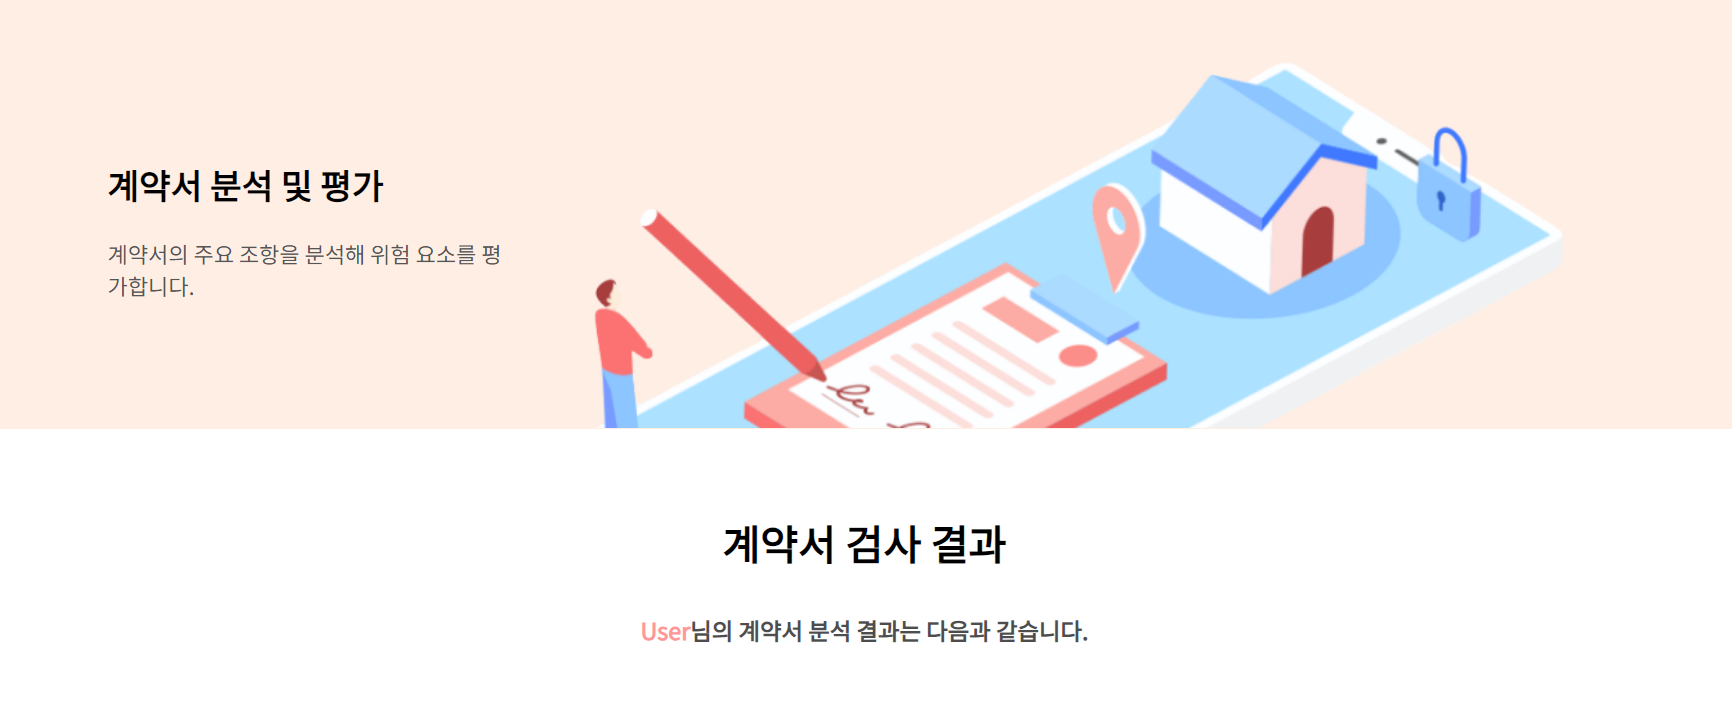 계약서 분석 및 평가
계약서의 주요 조항을 분석해 위험 요소를 평
가합니다.
계약서 검사 결과
User님의 계약서 분석 결과는 다음과 같습니다.